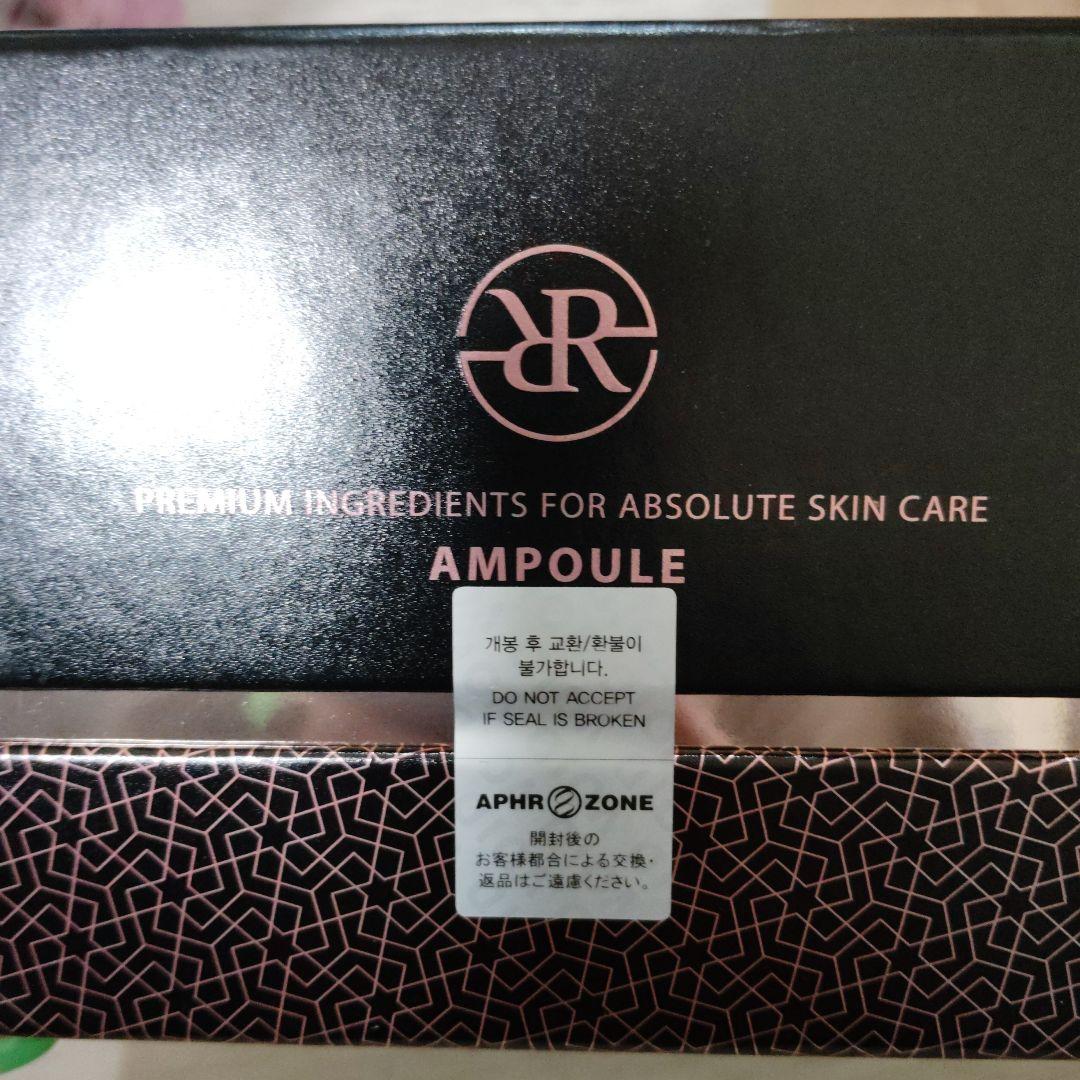 RR
PREMIUM INGREDIENTS FOR ABSOLUTE SKIN CARE
AMPOULE
개봉 후 교환/환불이
불가합니다.
DO NOT ACCEPT
IF SEAL IS BROKEN
APHROZONE
開封後の
お客様都合による交換・
返品はご遠慮ください。